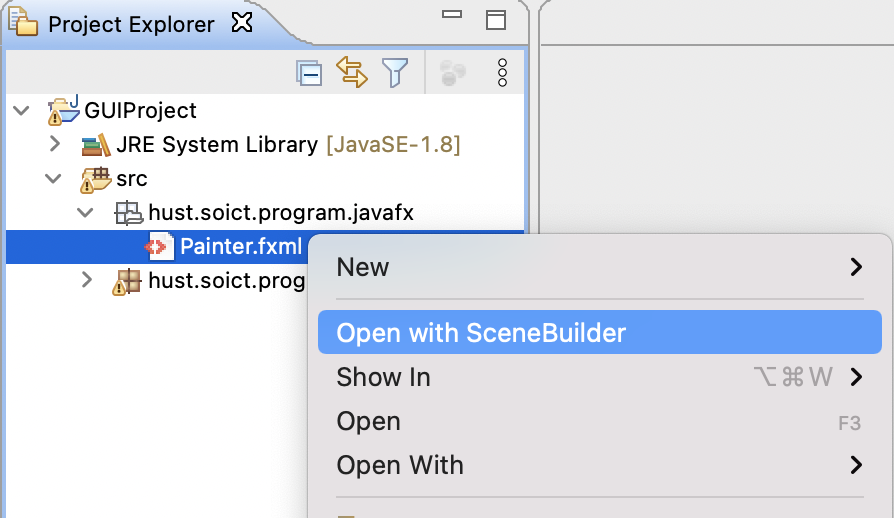 Project Explorer
GUIProject
JRE System Library [JavaSE-1.8]
src
hust.soict.program.javafx
Painter.fxml
hust.soict.prog
New
Open with SceneBuilder
Show In ⌥⌘W
Open F3
Open With